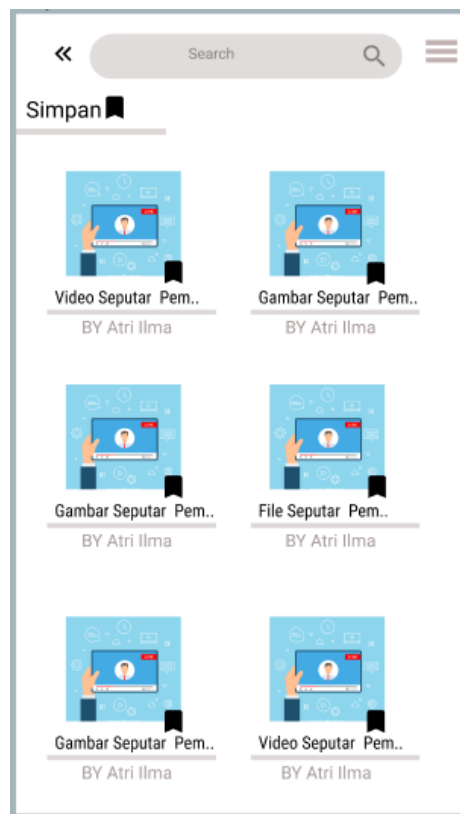 Search
Simpan
Video Seputar Pem..
Gambar Seputar Pem..
BY Atri Ilma
BY Atri Ilma
Gambar Seputar Pem..
File Seputar Pem..
BY Atri Ilma
BY Atri Ilma
Gambar Seputar Pem..
Video Seputar Pem..
BY Atri Ilma
BY Atri Ilma